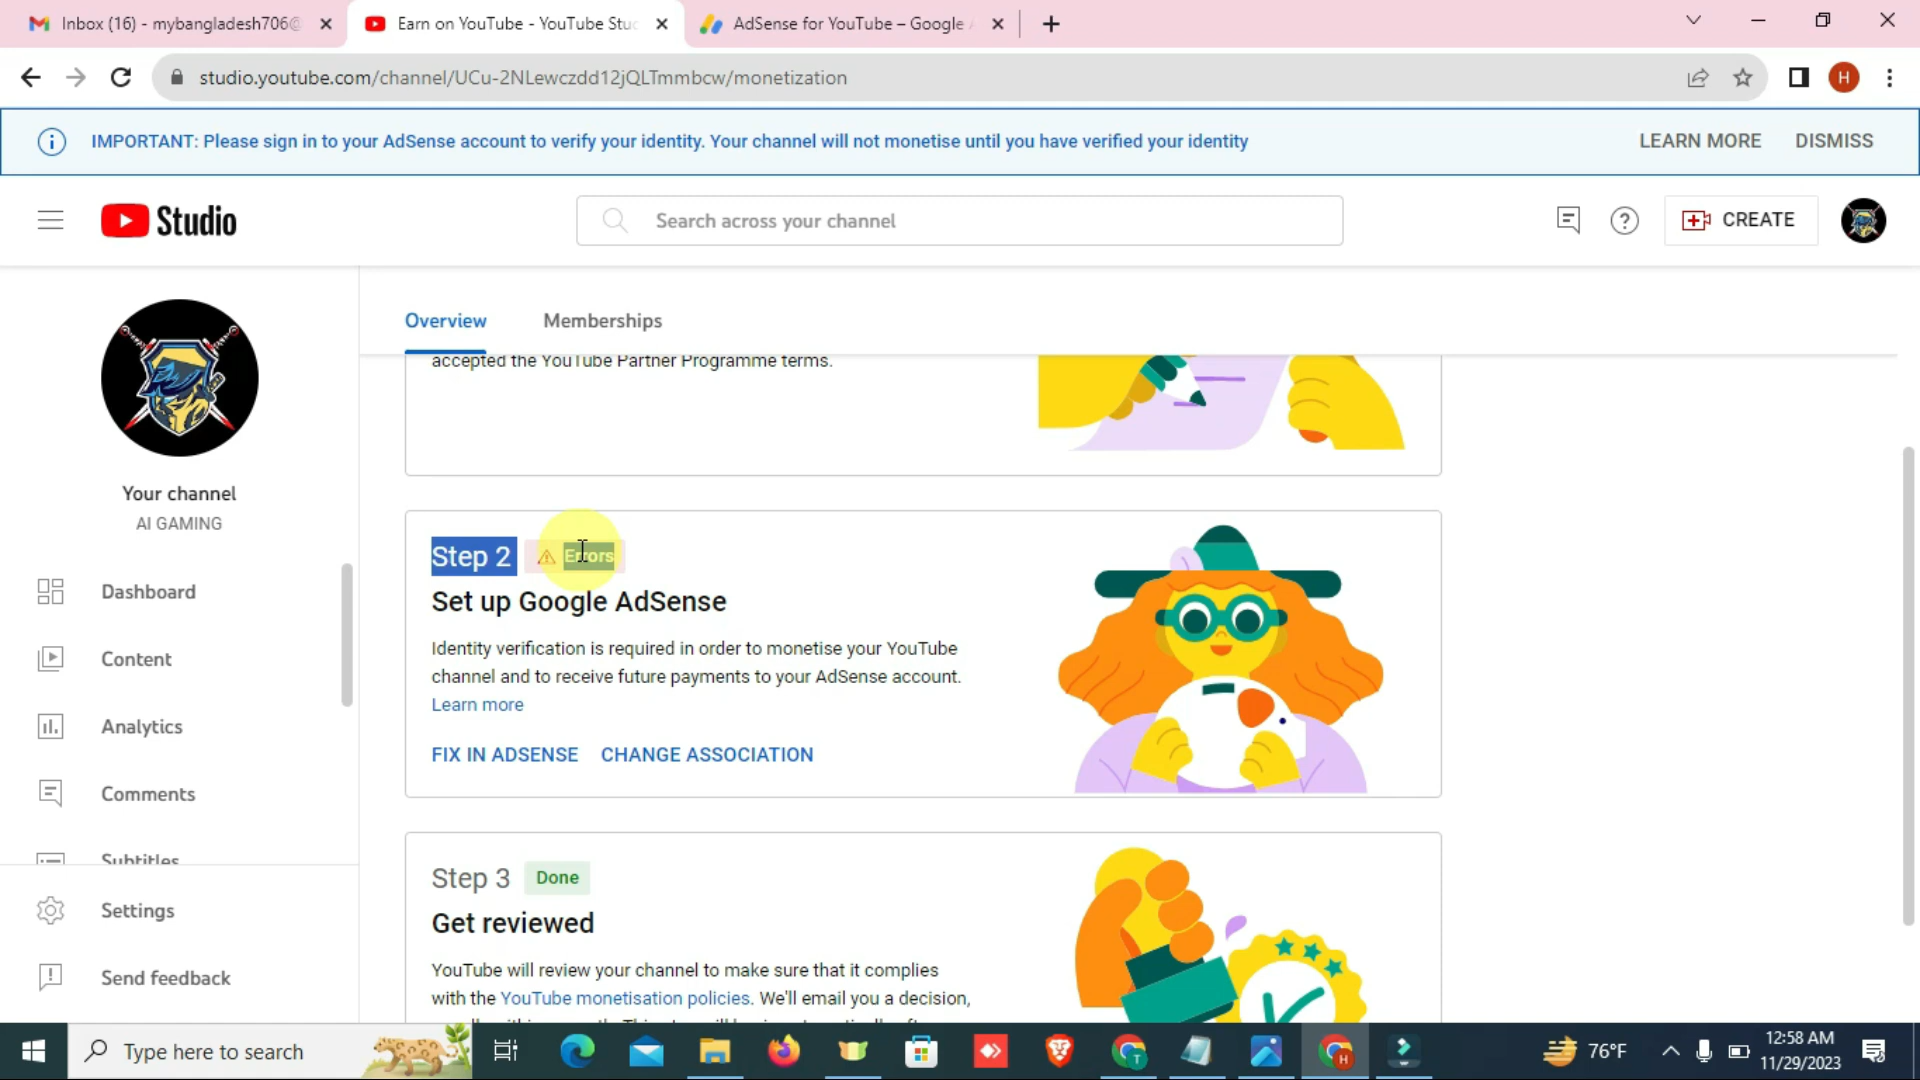 Inbox (16) - mybangladesh706@
Earn on YouTube - YouTube Stu
AdSense for YouTube – Google
studio.youtube.com/channel/UCu-2NLewczdd12jQLTmmbcw/monetization
H
IMPORTANT: Please sign in to your AdSense account to verify your identity. Your channel will not monetise until you have verified your identity
LEARN MORE
DISMISS
Studio
Search across your channel
CREATE
Overview
Memberships
accepted the YouTube Partner Programme terms.
Your channel
AI GAMING
Dashboard
Content
Analytics
Comments
Subtitles
Settings
Send feedback
Step 2
Errors
Set up Google AdSense
Identity verification is required in order to monetise your YouTube
channel and to receive future payments to your AdSense account.
Learn more
FIX IN ADSENSE
CHANGE ASSOCIATION
Step 3
Done
Get reviewed
YouTube will review your channel to make sure that it complies
with the YouTube monetisation policies. We'll email you a decision,
Type here to search
T
H
76°F
12:58 AM
11/29/2023